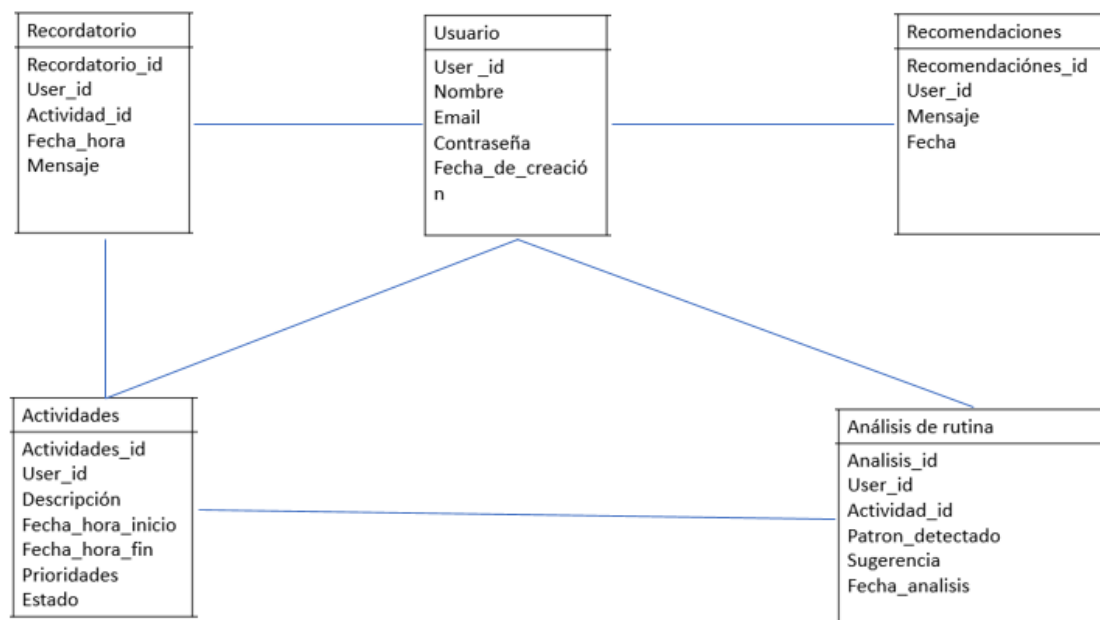 Recordatorio
Recordatorio_id
User_id
Actividad_id
Fecha_hora
Mensaje
Usuario
User _id
Nombre
Email
Contraseña
Fecha_de_creació
n
Recomendaciones
Recomendaciónes_id
User_id
Mensaje
Fecha
Actividades
Actividades_id
User_id
Descripción
Fecha_hora_inicio
Fecha_hora_fin
Prioridades
Estado
Análisis de rutina
Analisis_id
User_id
Actividad_id
Patron_detectado
Sugerencia
Fecha_analisis